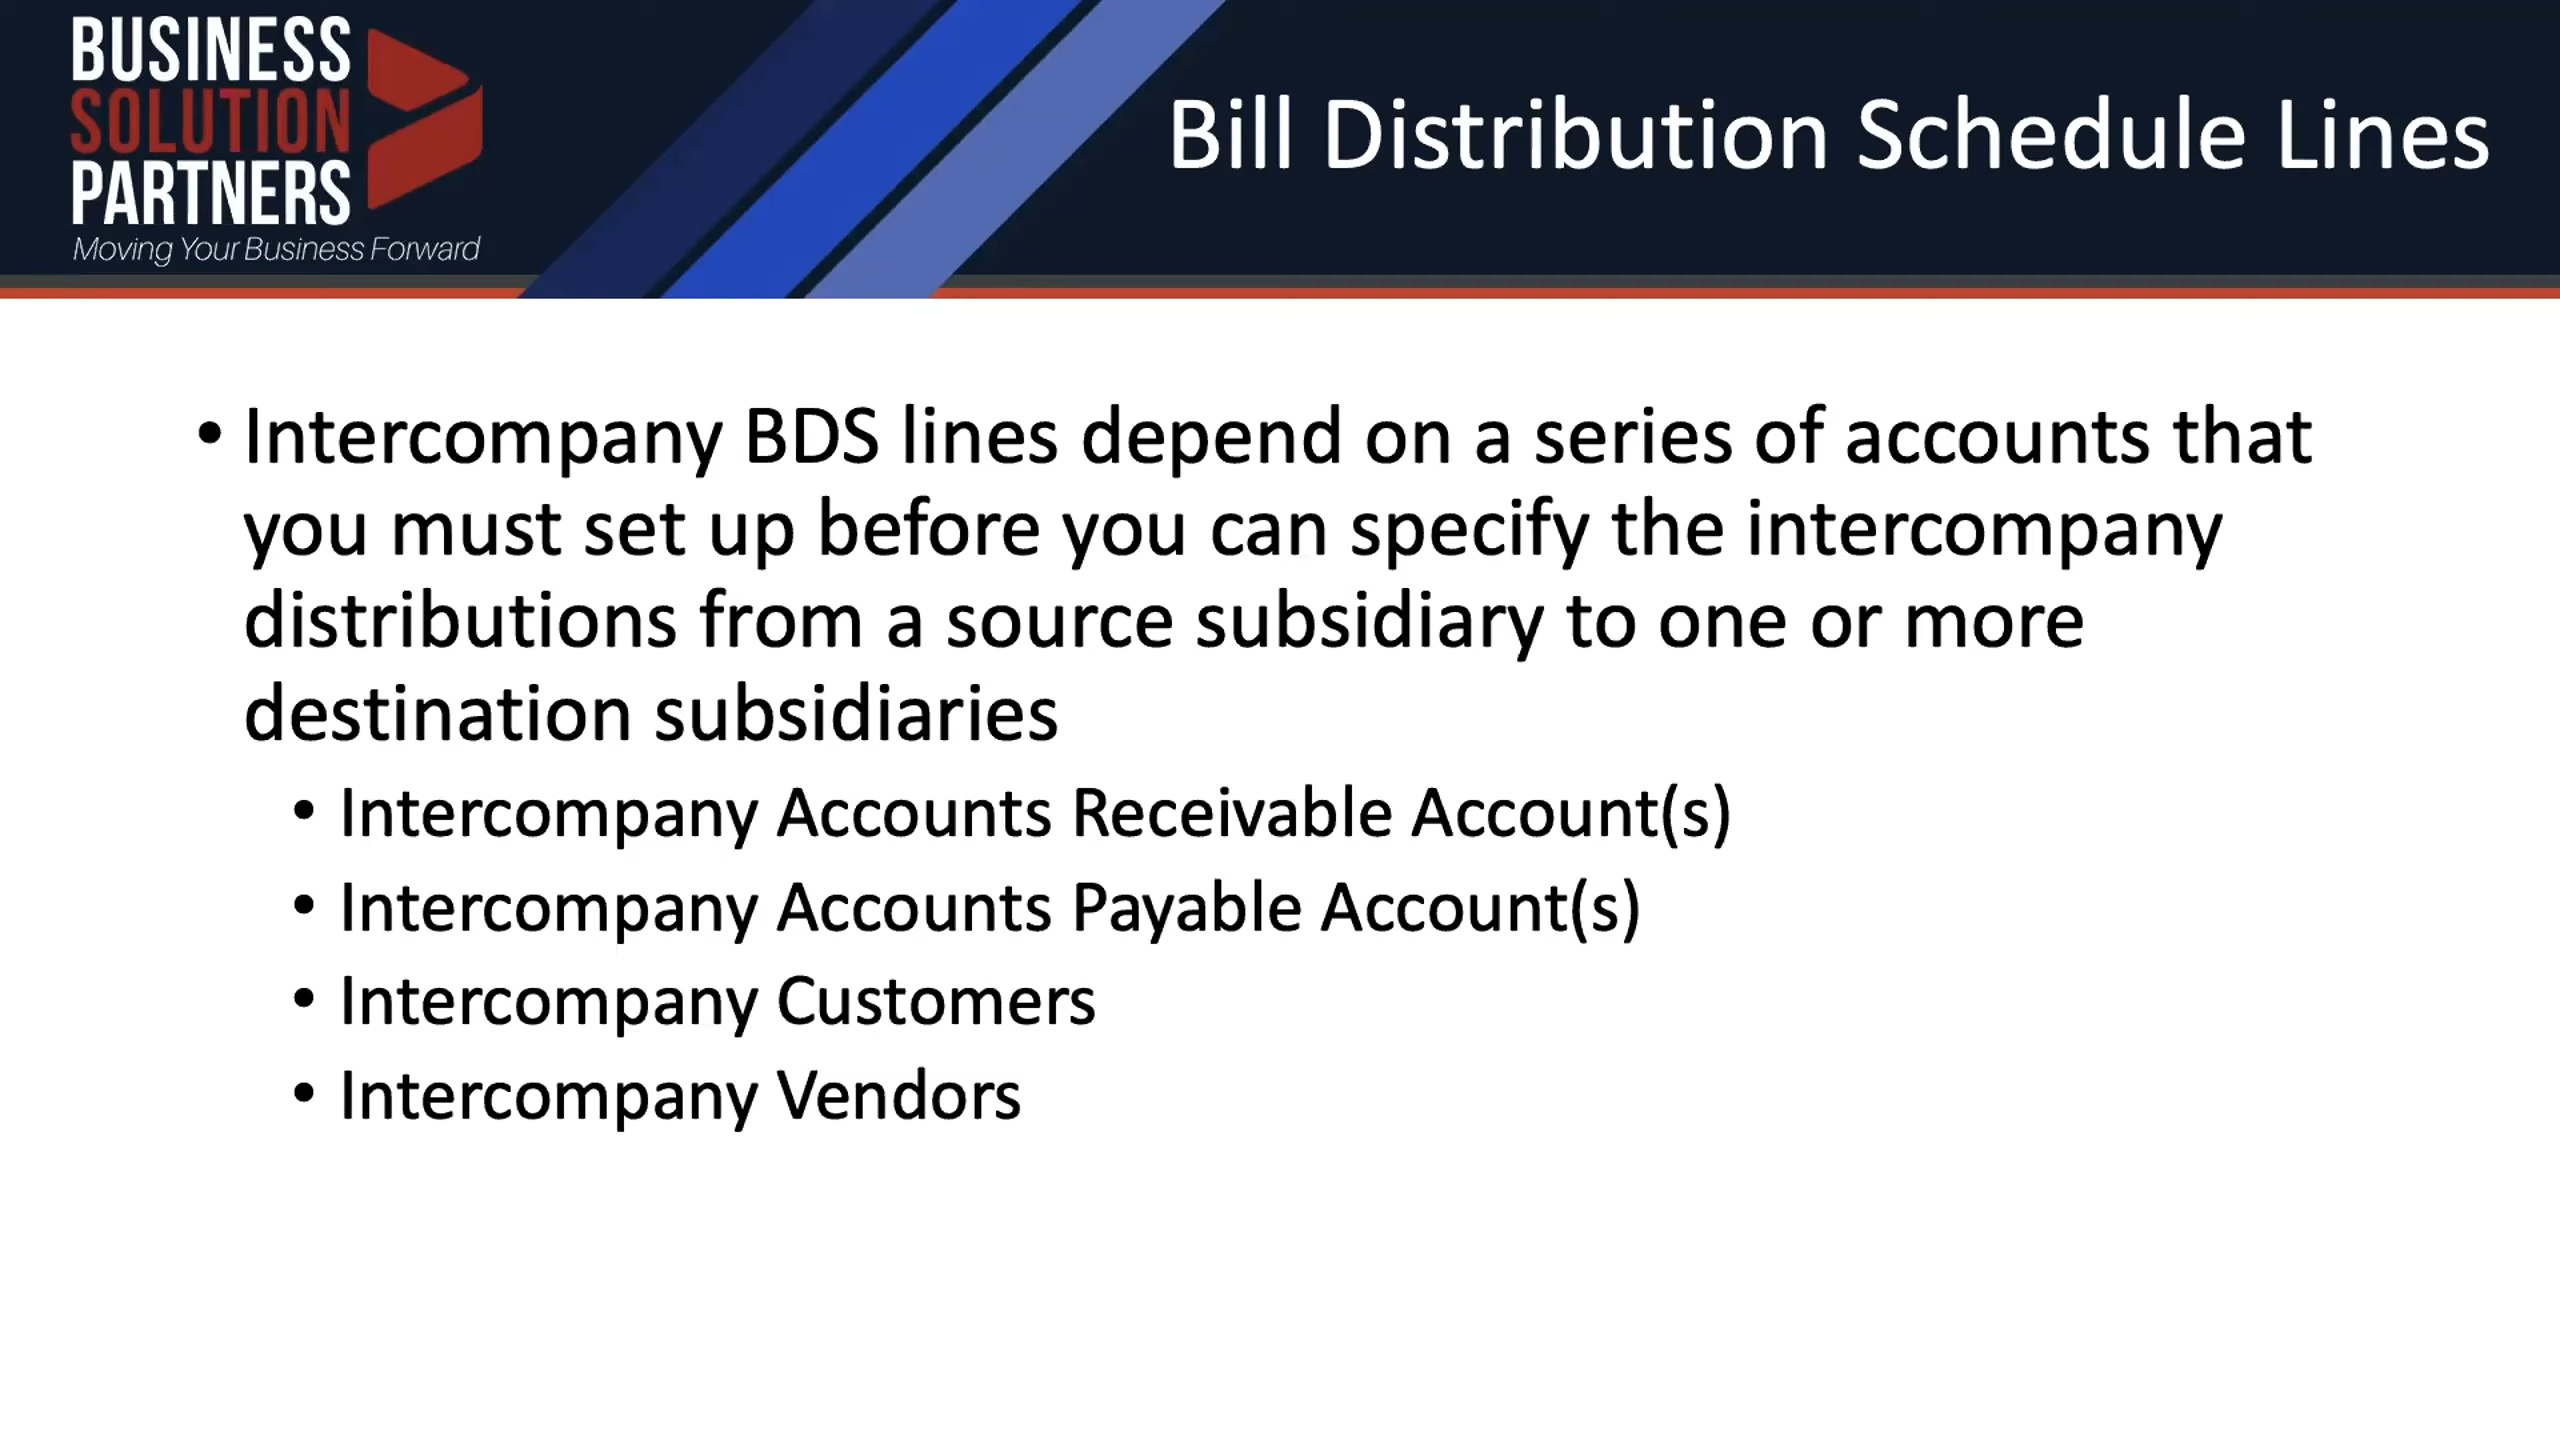 BUSINESS
SOLUTION
PARTNERS
Moving Your Business Forward
Bill Distribution Schedule Lines
• Intercompany BDS lines depend on a series of accounts that
you must set up before you can specify the intercompany
distributions from a source subsidiary to one or more
destination subsidiaries
• Intercompany Accounts Receivable Account(s)
• Intercompany Accounts Payable Account(s)
• Intercompany Customers
• Intercompany Vendors